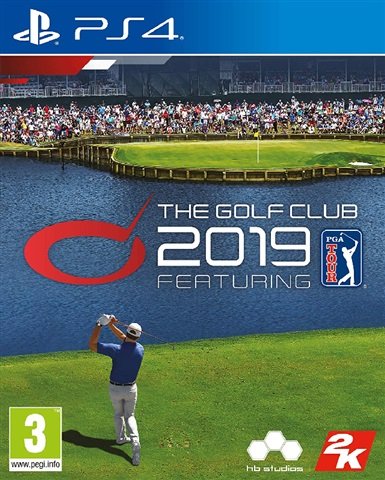 PS4
THE GOLF CLUB
2019
FEATURING
PGA
TOUR
3
www.pegi.info
hb studios
2K